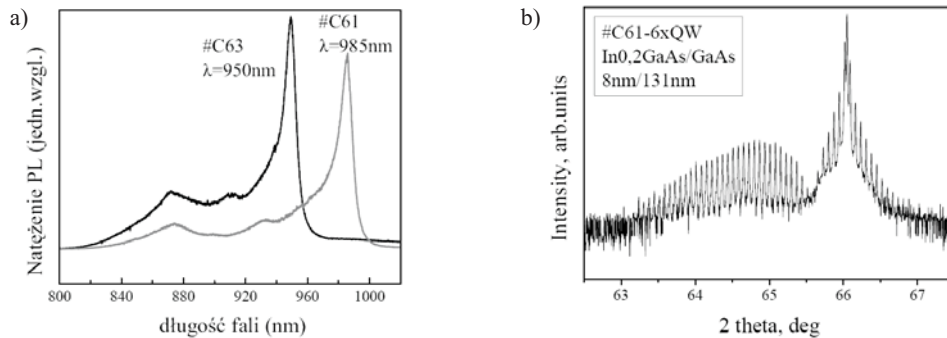 a)
#C63
λ=950nm
#C61
λ=985nm
Natężenie PL (jedn.wzgl.)
800 840 880 920 960 1000
długość fali (nm)
b)
#C61-6xQW
In0,2GaAs/GaAs
8nm/131nm
Intensity, arb.units
63 64 65 66 67
2 theta, deg